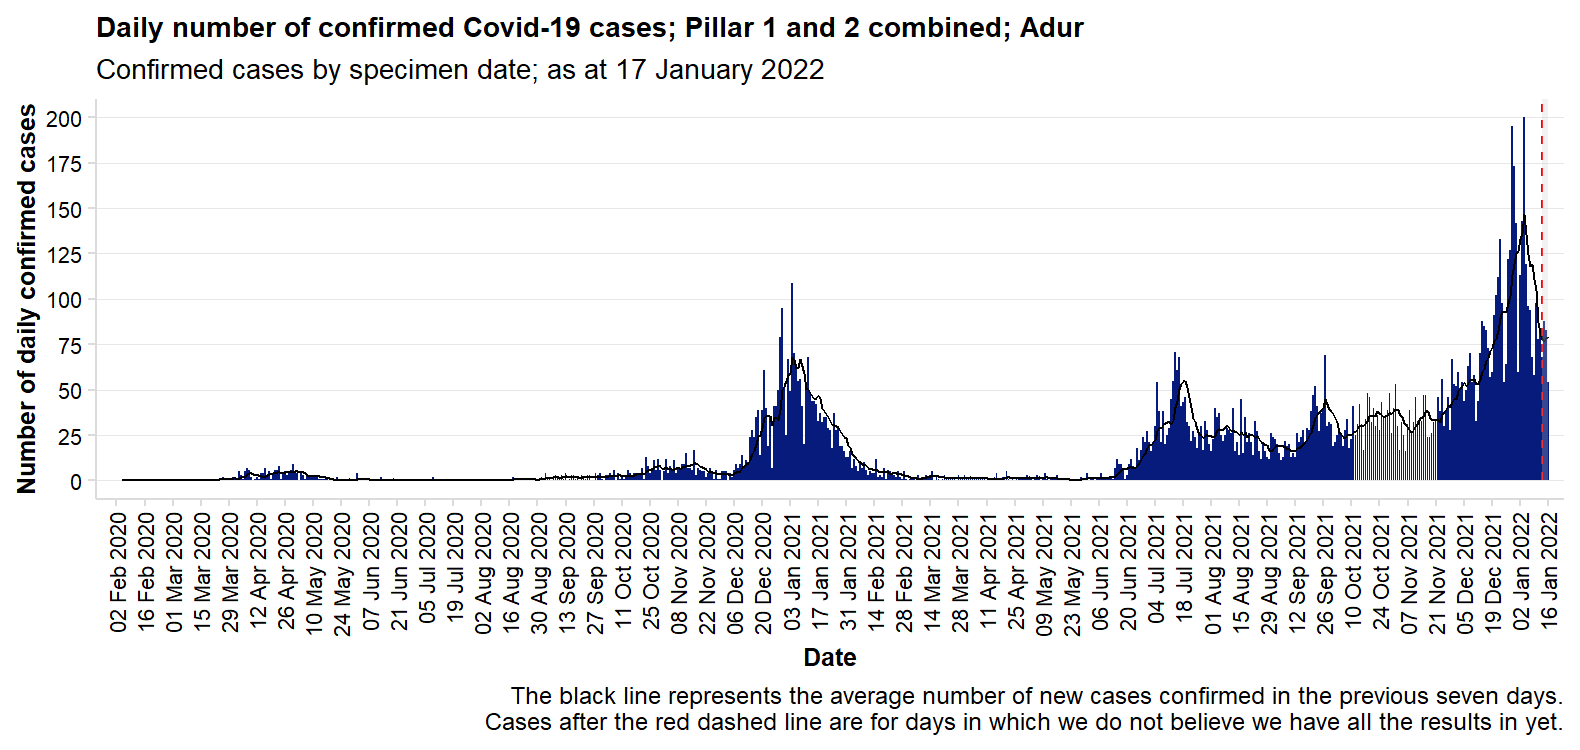 Daily number of confirmed Covid-19 cases; Pillar 1 and 2 combined; Adur
Confirmed cases by specimen date; as at 17 January 2022
Number of daily confirmed cases
200
175
150
125
100
75
50
25
0
02 Feb 2020
16 Feb 2020
01 Mar 2020
15 Mar 2020
29 Mar 2020
12 Apr 2020
26 Apr 2020
10 May 2020
24 May 2020
07 Jun 2020
21 Jun 2020
05 Jul 2020
19 Jul 2020
02 Aug 2020
16 Aug 2020
30 Aug 2020
13 Sep 2020
27 Sep 2020
11 Oct 2020
25 Oct 2020
08 Nov 2020
22 Nov 2020
06 Dec 2020
20 Dec 2020
03 Jan 2021
17 Jan 2021
31 Jan 2021
14 Feb 2021
28 Feb 2021
14 Mar 2021
28 Mar 2021
11 Apr 2021
25 Apr 2021
09 May 2021
23 May 2021
06 Jun 2021
20 Jun 2021
04 Jul 2021
18 Jul 2021
01 Aug 2021
15 Aug 2021
29 Aug 2021
12 Sep 2021
26 Sep 2021
10 Oct 2021
24 Oct 2021
07 Nov 2021
21 Nov 2021
05 Dec 2021
19 Dec 2021
02 Jan 2022
16 Jan 2022
Date
The black line represents the average number of new cases confirmed in the previous seven days.
Cases after the red dashed line are for days in which we do not believe we have all the results in yet.